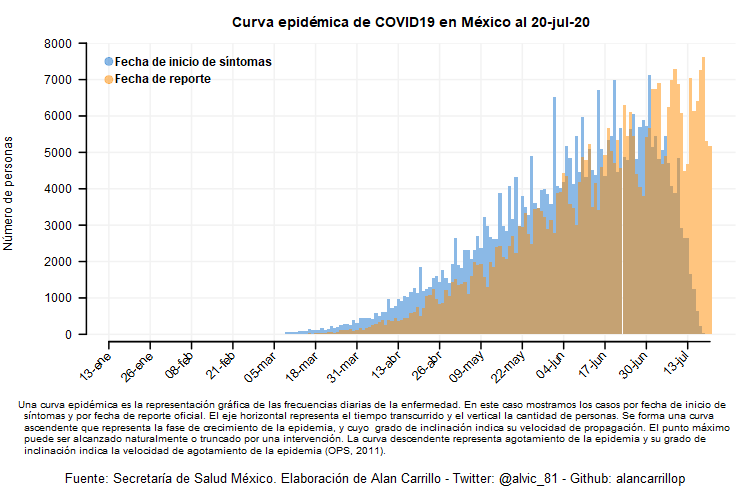 Curva epidémica de COVID19 en México al 20-jul-20
Fecha de inicio de síntomas
Fecha de reporte
Número de personas
8000
7000
6000
5000
4000
3000
2000
1000
0
13-ene
26-ene
08-feb
21-feb
05-mar
18-mar
31-mar
13-abr
26-abr
09-may
22-may
04-jun
17-jun
30-jun
13-jul
Una curva epidémica es la representación gráfica de las frecuencias diarias de la enfermedad. En este caso mostramos los casos por fecha de inicio de
síntomas y por fecha de reporte oficial. El eje horizontal representa el tiempo transcurrido y el vertical la cantidad de personas. Se forma una curva
ascendente que representa la fase de crecimiento de la epidemia, y cuyo grado de inclinación indica su velocidad de propagación. El punto máximo
puede ser alcanzado naturalmente o truncado por una intervención. La curva descendente representa agotamiento de la epidemia y su grado de
inclinación indica la velocidad de agotamiento de la epidemia (OPS, 2011).
Fuente: Secretaría de Salud México. Elaboración de Alan Carrillo - Twitter: @alvic_81 - Github: alancarrillop